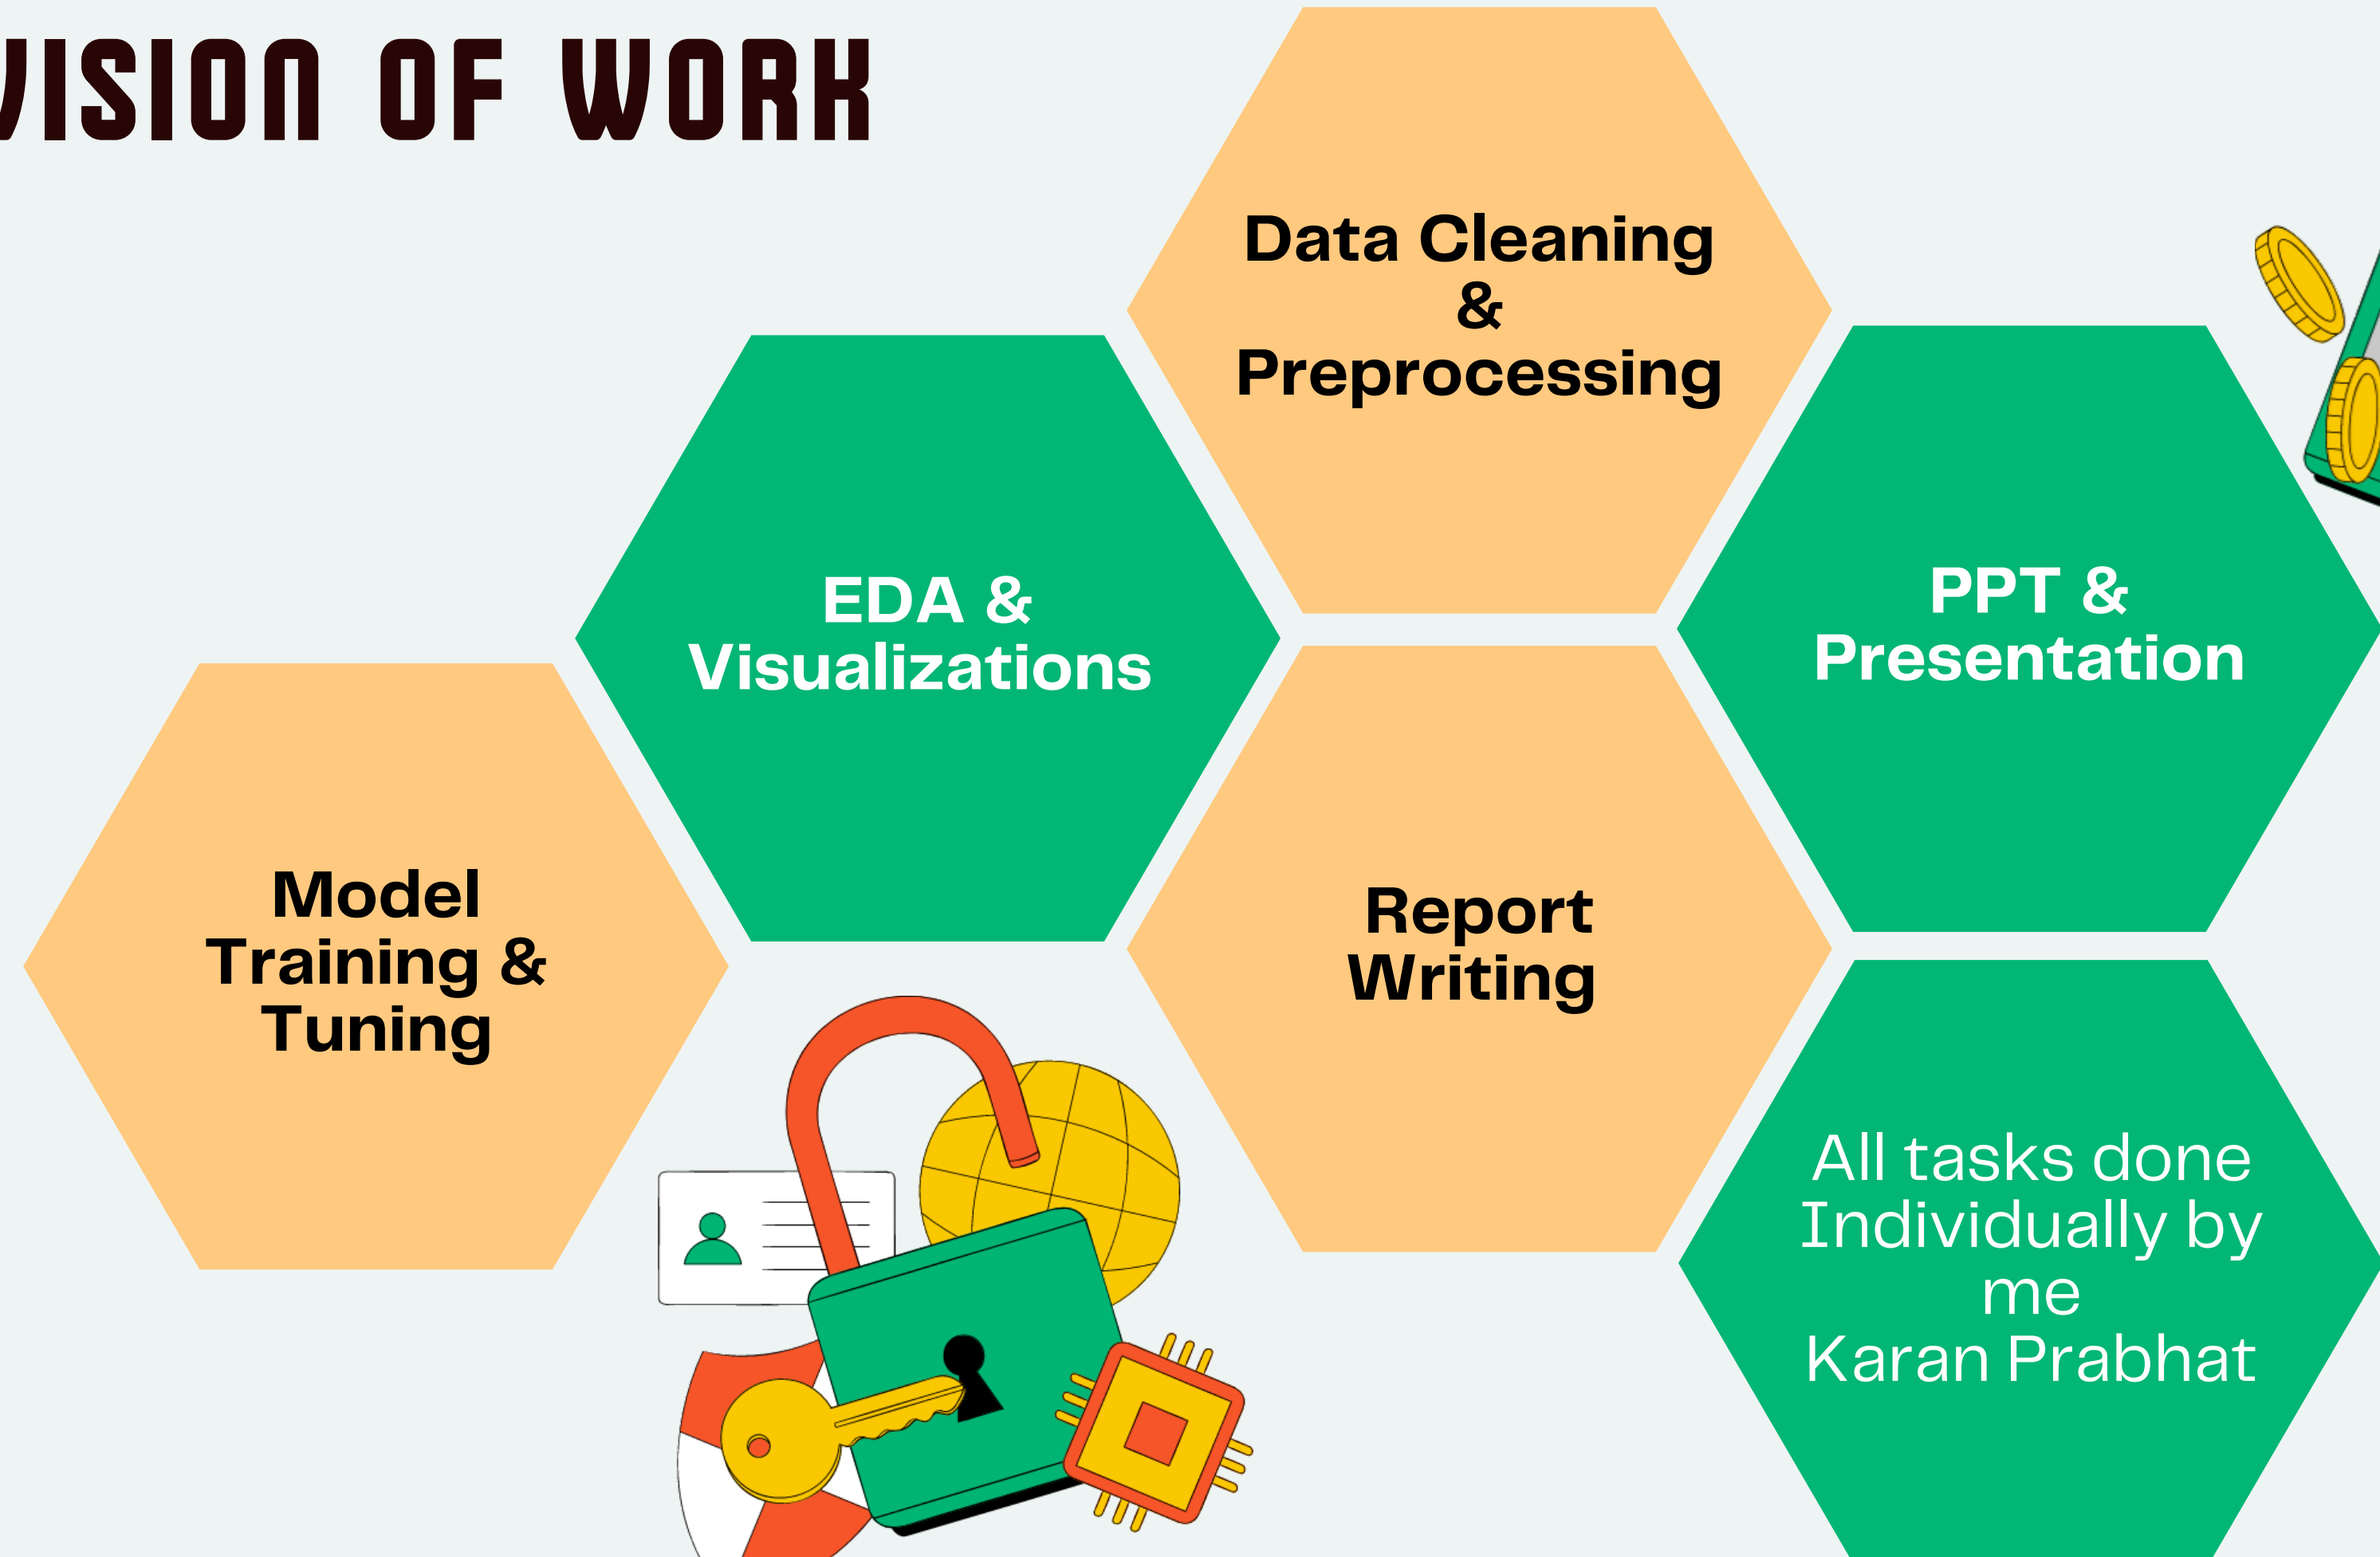 VISION OF WORK
Data Cleaning
&
Preprocessing
EDA &
Visualizations
PPT &
Presentation
Model
Training &
Tuning
Report
Writing
All tasks done
Individually by
me
Karan Prabhat